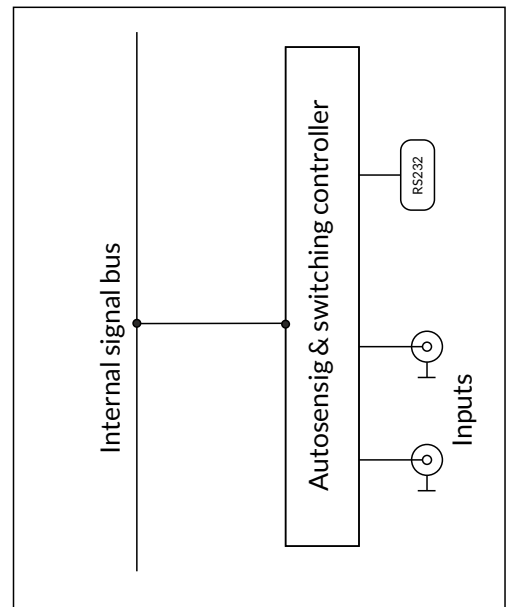 Internal signal bus
Autosensig & switching controller
RS232
Inputs